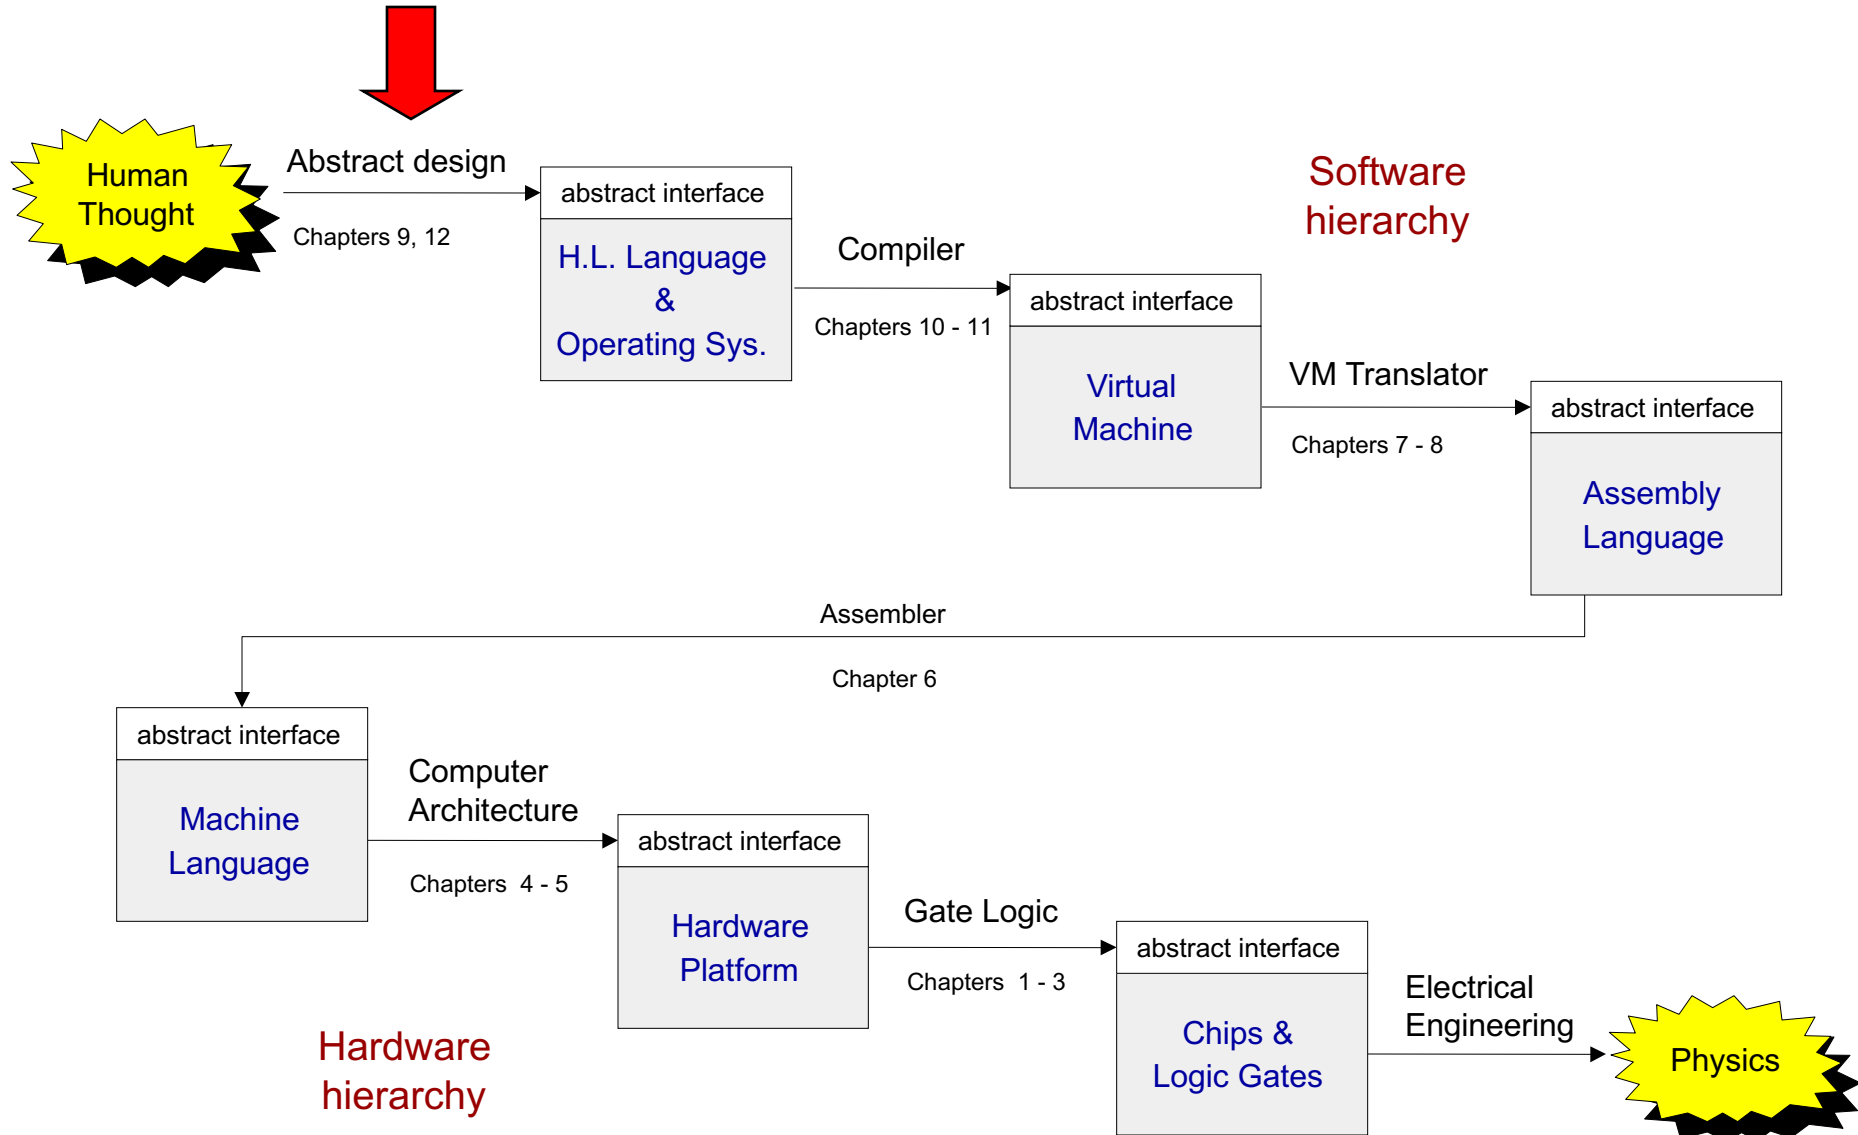 Human
Thought
Abstract design
Chapters 9, 12
abstract interface
H.L. Language
&
Operating Sys.
Compiler
Chapters 10 - 11
Software
hierarchy
abstract interface
Virtual
Machine
VM Translator
Chapters 7 - 8
abstract interface
Assembly
Language
Assembler
Chapter 6
abstract interface
Machine
Language
Computer
Architecture
Chapters 4 - 5
abstract interface
Hardware
Platform
Gate Logic
Chapters 1 - 3
abstract interface
Chips &
Logic Gates
Electrical
Engineering
Physics
Hardware
hierarchy